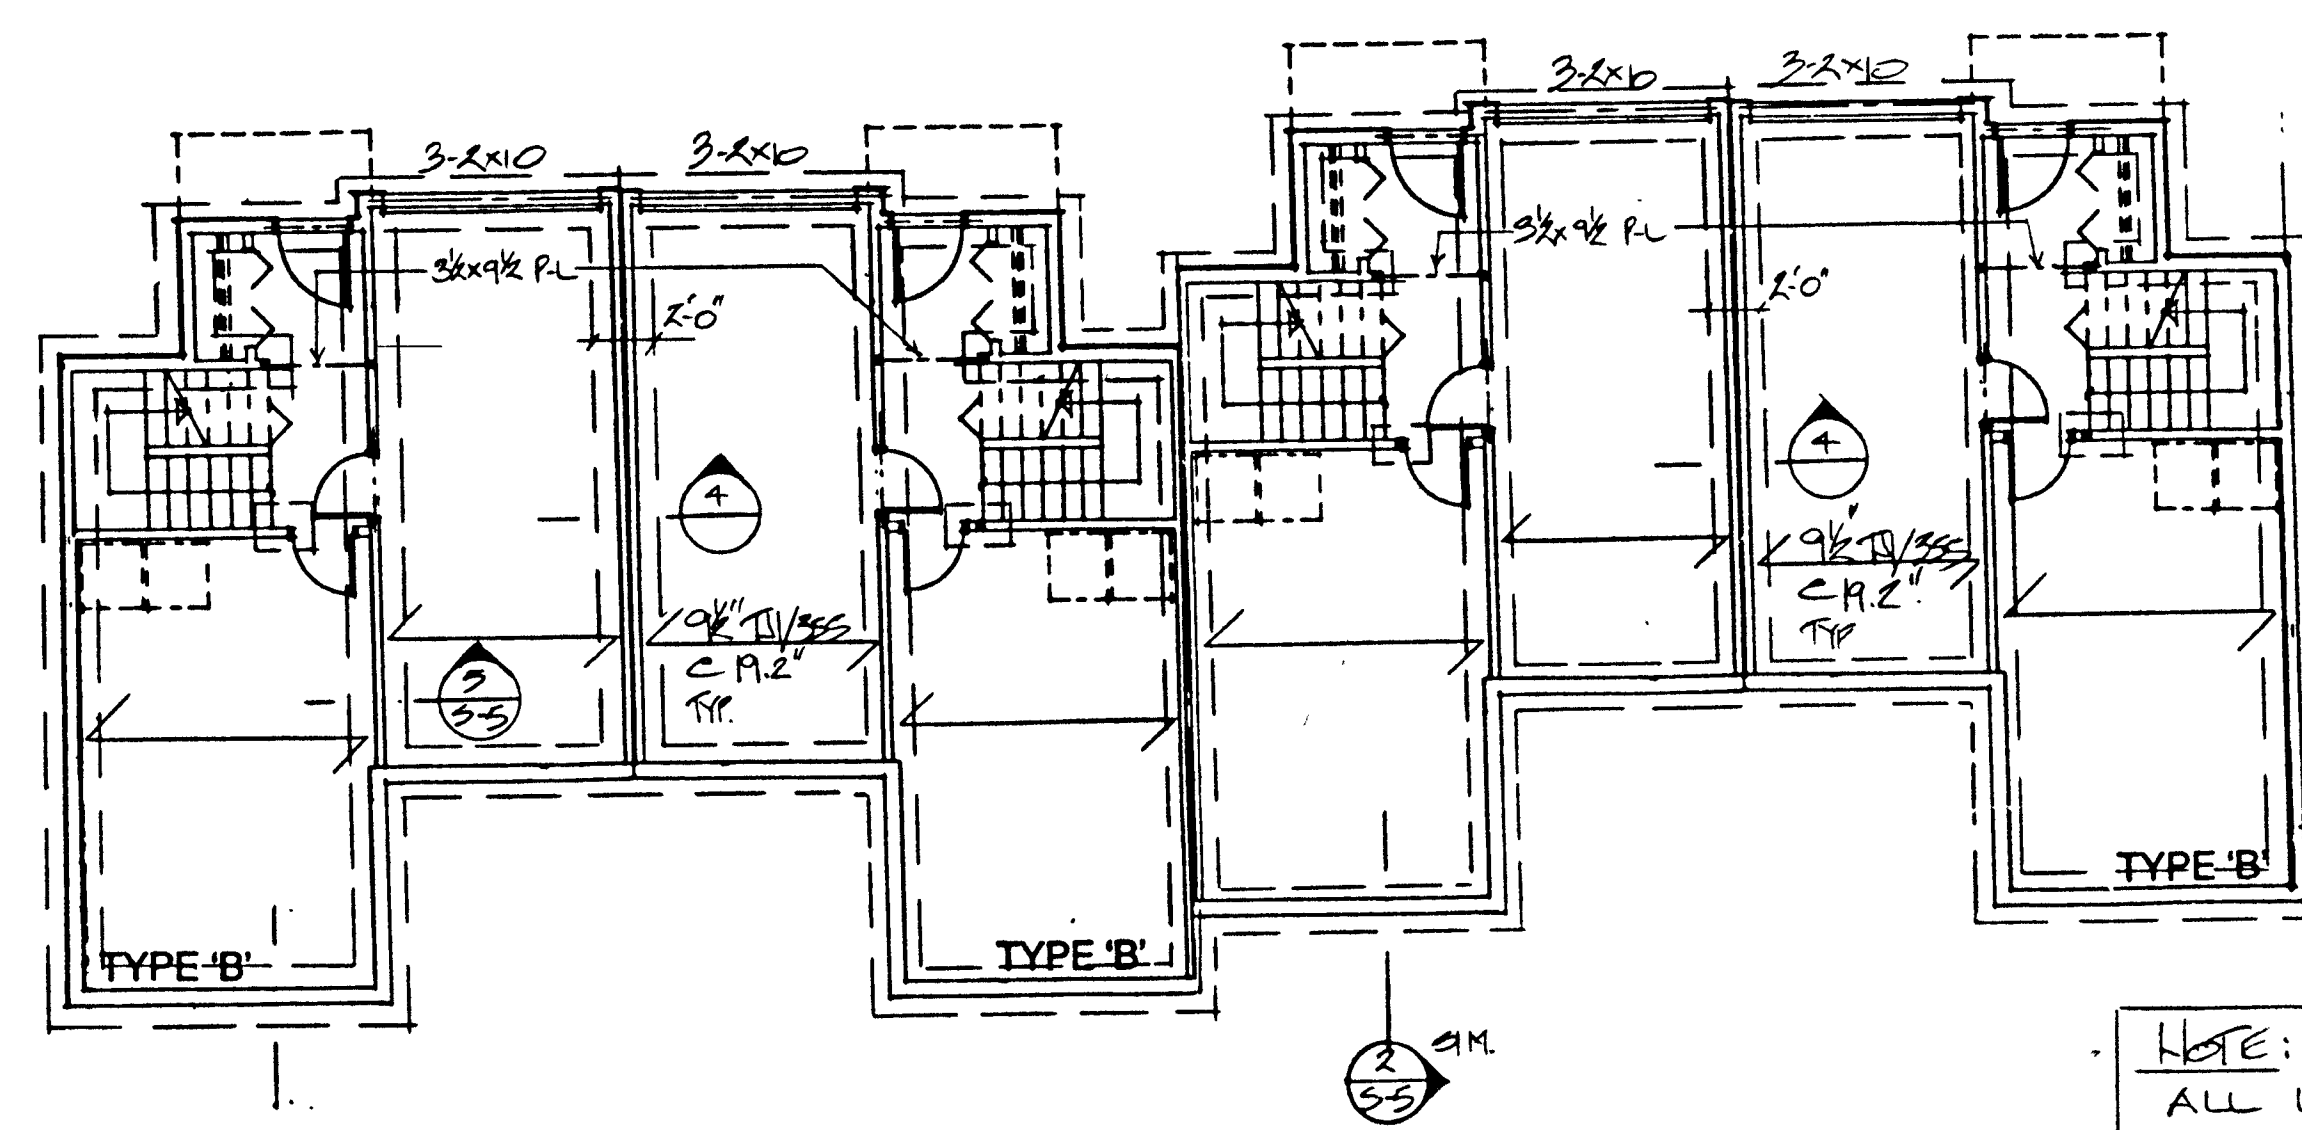 3-2x10
3-2x10
3-2x10
3-2x10
3½x9½ P-L
3½x9½ P-L
2'-0"
2'-0"
4
4
9½" TJI/35S
@ 19.2"
TYP.
9½" TJI/35S
@ 19.2"
TYP
5
S-5
TYPE 'B'
TYPE 'B'
TYPE 'B'
2
S-5
SIM.
NOTE:
ALL